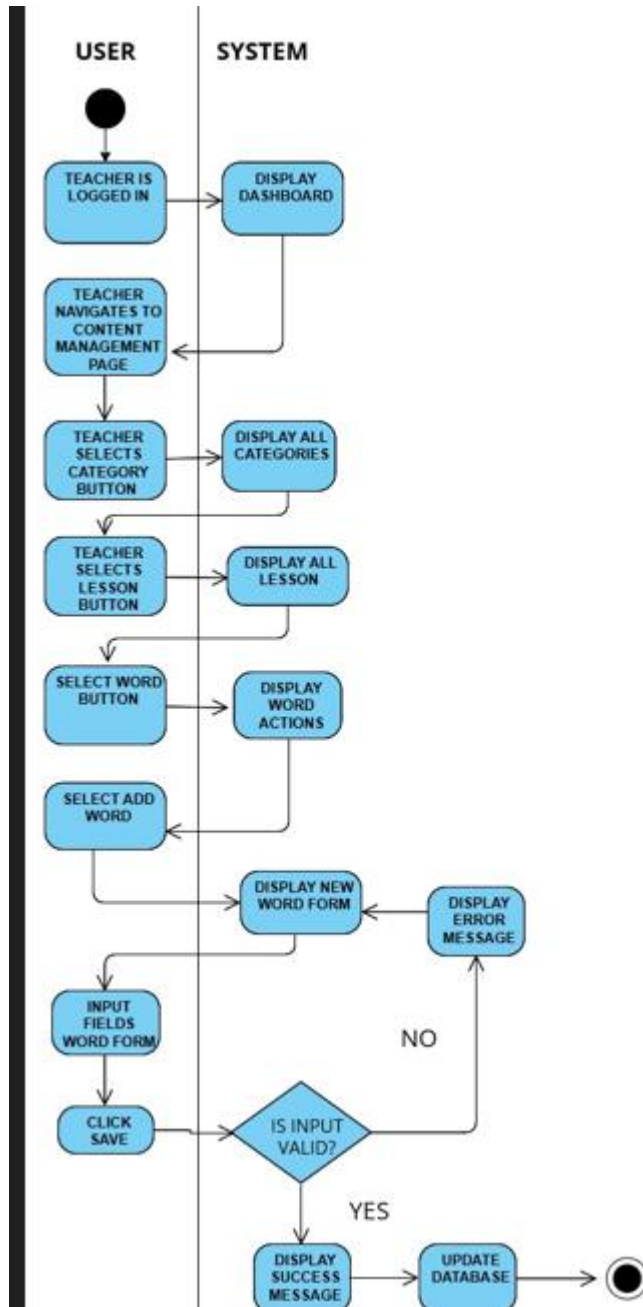 USER
SYSTEM
TEACHER IS
LOGGED IN
DISPLAY
DASHBOARD
TEACHER
NAVIGATES TO
CONTENT
MANAGEMENT
PAGE
TEACHER
SELECTS
CATEGORY
BUTTON
DISPLAY ALL
CATEGORIES
TEACHER
SELECTS
LESSON
BUTTON
DISPLAY ALL
LESSON
SELECT WORD
BUTTON
DISPLAY
WORD
ACTIONS
SELECT ADD
WORD
DISPLAY NEW
WORD FORM
DISPLAY
ERROR
MESSAGE
INPUT
FIELDS
WORD FORM
NO
CLICK
SAVE
IS INPUT
VALID?
YES
DISPLAY
SUCCESS
MESSAGE
UPDATE
DATABASE